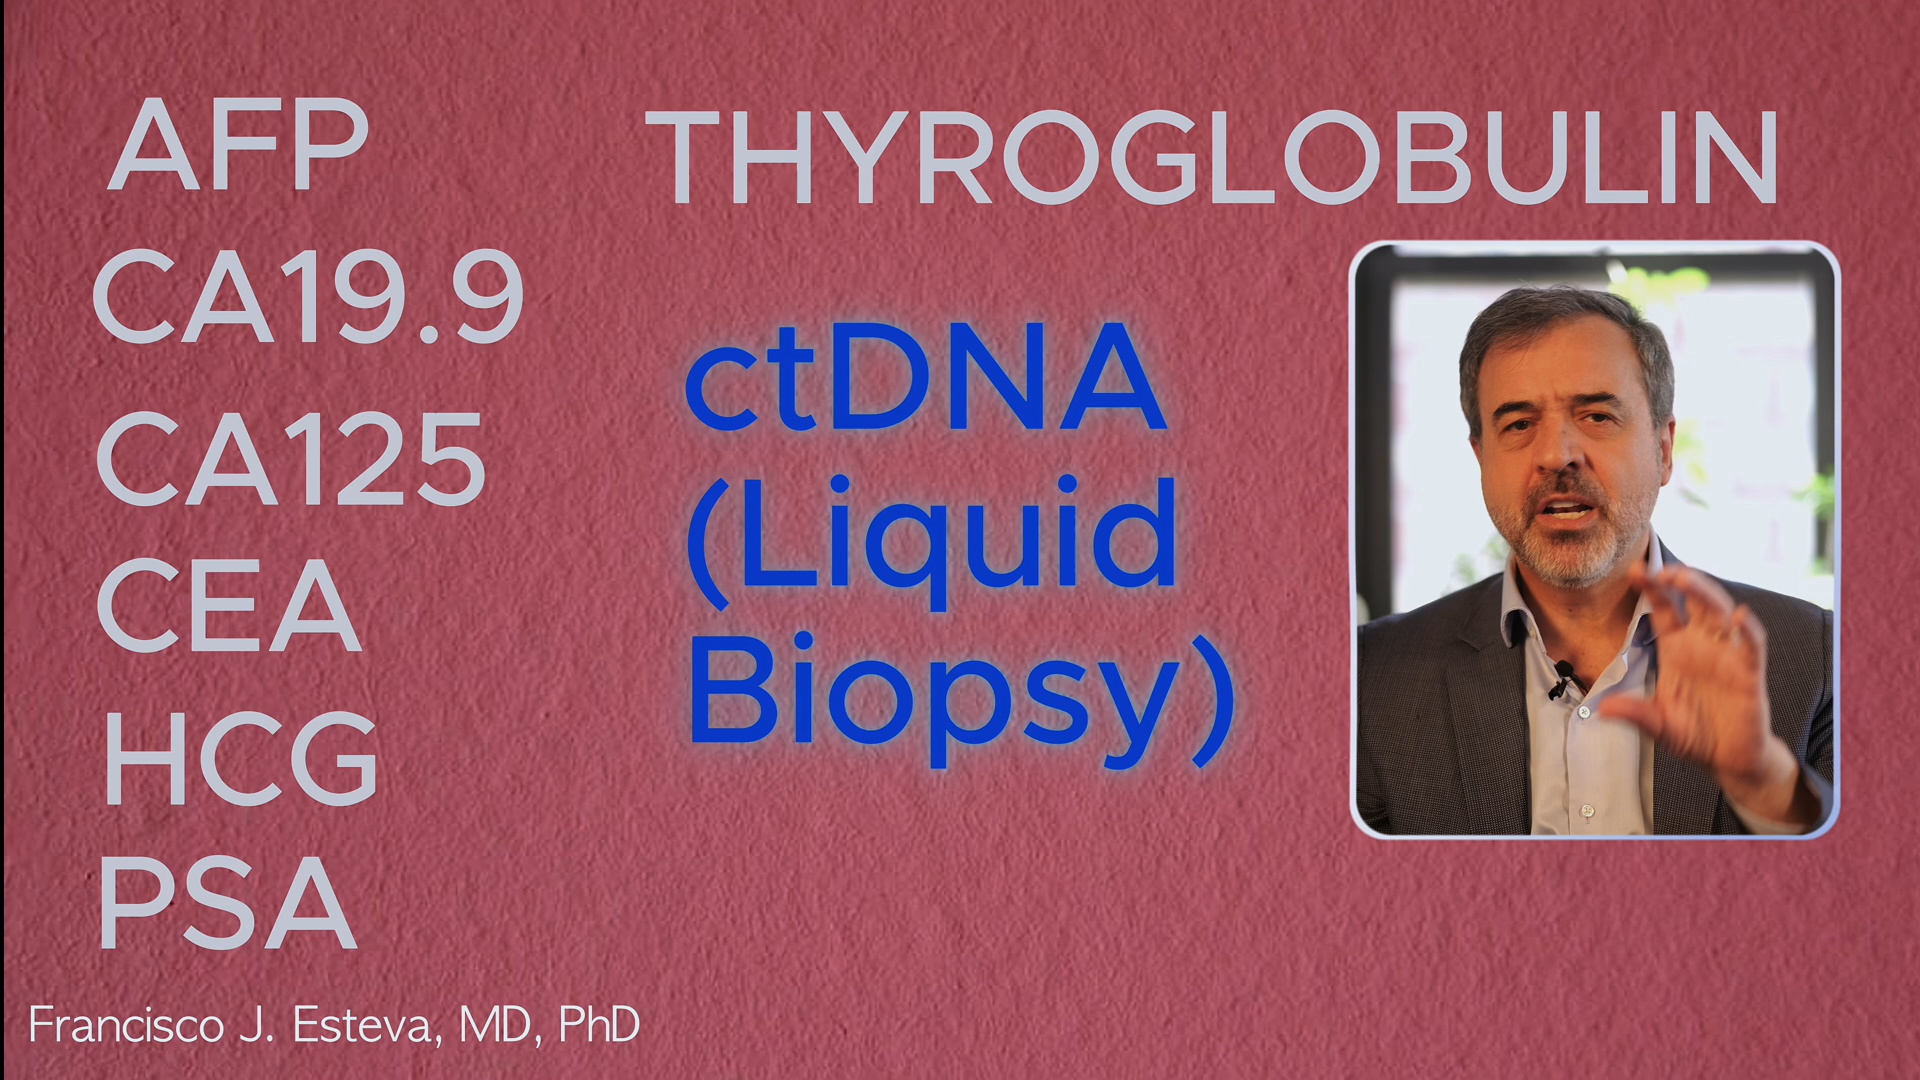 AFP
CA19.9
CA125
CEA
HCG
PSA
THYROGLOBULIN
ctDNA
(Liquid
Biopsy)
Francisco J. Esteva, MD, PhD